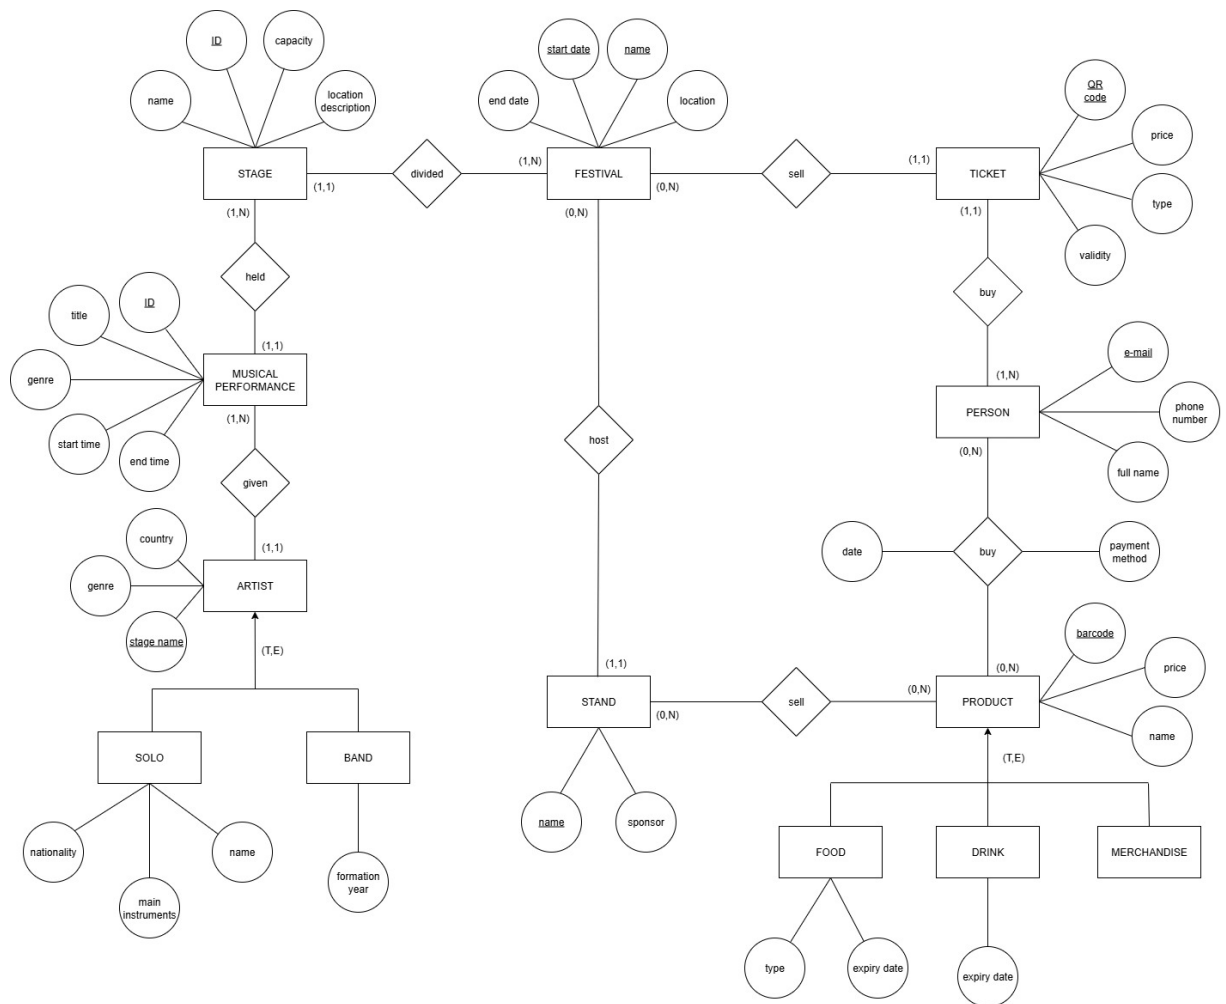 ID
capacity
name
location
description
start date
name
end date
location
QR
code
price
type
validity
STAGE
(1,1)
divided
(1,N)
FESTIVAL
(0,N)
sell
(1,1)
TICKET
(1,N)
(0,N)
(1,1)
held
buy
ID
title
genre
start time
end time
(1,1)
MUSICAL
PERFORMANCE
(1,N)
host
e-mail
phone
number
full name
(1,N)
PERSON
(0,N)
given
country
genre
stage name
(1,1)
ARTIST
(T,E)
date
buy
payment
method
barcode
price
name
(1,1)
STAND
(0,N)
sell
(0,N)
(0,N)
PRODUCT
(T,E)
SOLO
BAND
nationality
main
instruments
name
formation
year
name
sponsor
FOOD
DRINK
MERCHANDISE
type
expiry date
expiry date